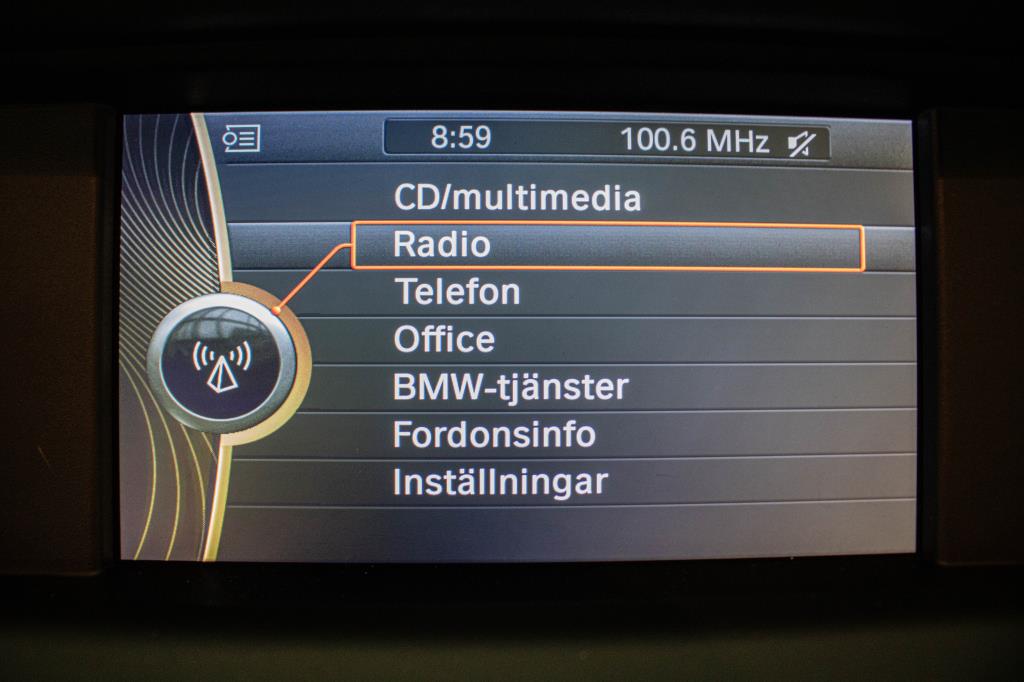 8:59 100.6 MHz
CD/multimedia
Radio
Telefon
Office
BMW-tjänster
Fordonsinfo
Inställningar